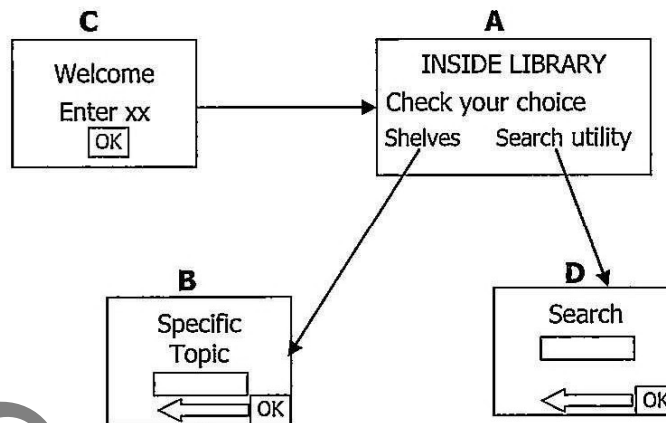 C
Welcome
Enter xx
OK
A
INSIDE LIBRARY
Check your choice
Shelves Search utility
B
Specific
Topic
OK
D
Search
OK